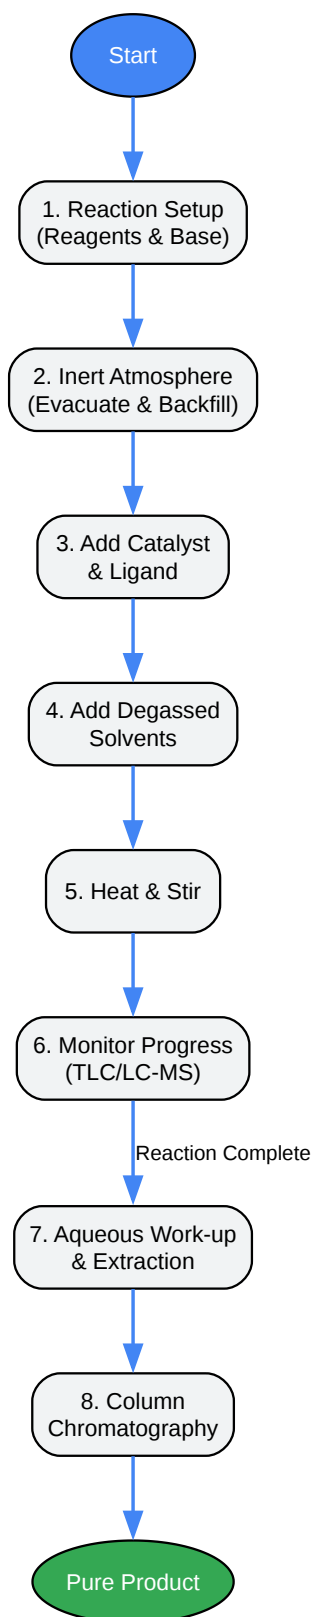 Start
1. Reaction Setup
(Reagents & Base)
2. Inert Atmosphere
(Evacuate & Backfill)
3. Add Catalyst
& Ligand
4. Add Degassed
Solvents
5. Heat & Stir
6. Monitor Progress
(TLC/LC-MS)
Reaction Complete
7. Aqueous Work-up
& Extraction
8. Column
Chromatography
Pure Product